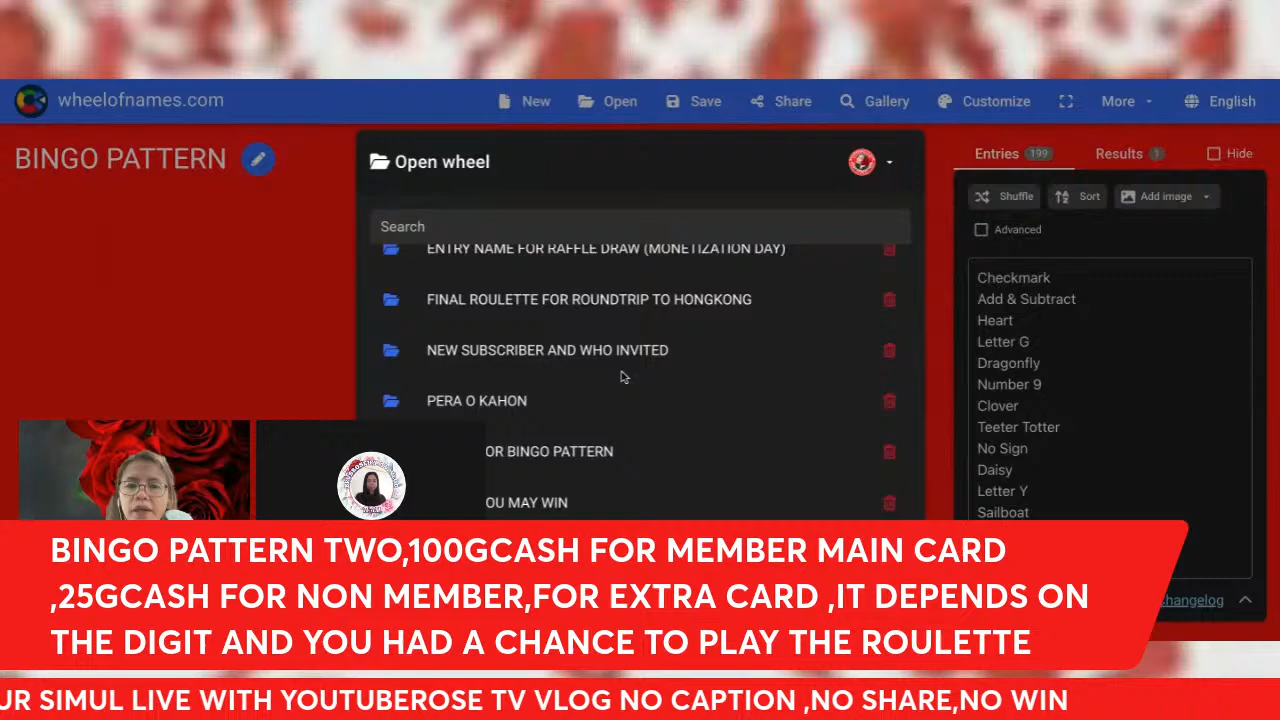 wheelofnames.com
New
Open
Save
Share
Gallery
Customize
More
English
BINGO PATTERN
Open wheel
Search
ENTRY NAME FOR RAFFLE DRAW (MONETIZATION DAY)
FINAL ROULETTE FOR ROUNDTRIP TO HONGKONG
NEW SUBSCRIBER AND WHO INVITED
PERA O KAHON
OR BINGO PATTERN
OU MAY WIN
Entries 199
Results 1
Hide
Shuffle
Sort
Add image
Advanced
Checkmark
Add & Subtract
Heart
Letter G
Dragonfly
Number 9
Clover
Teeter Totter
No Sign
Daisy
Letter Y
Sailboat
hangelog
BINGO PATTERN TWO,100GCASH FOR MEMBER MAIN CARD
,25GCASH FOR NON MEMBER,FOR EXTRA CARD ,IT DEPENDS ON
THE DIGIT AND YOU HAD A CHANCE TO PLAY THE ROULETTE
UR SIMUL LIVE WITH YOUTUBEROSE TV VLOG NO CAPTION ,NO SHARE,NO WIN